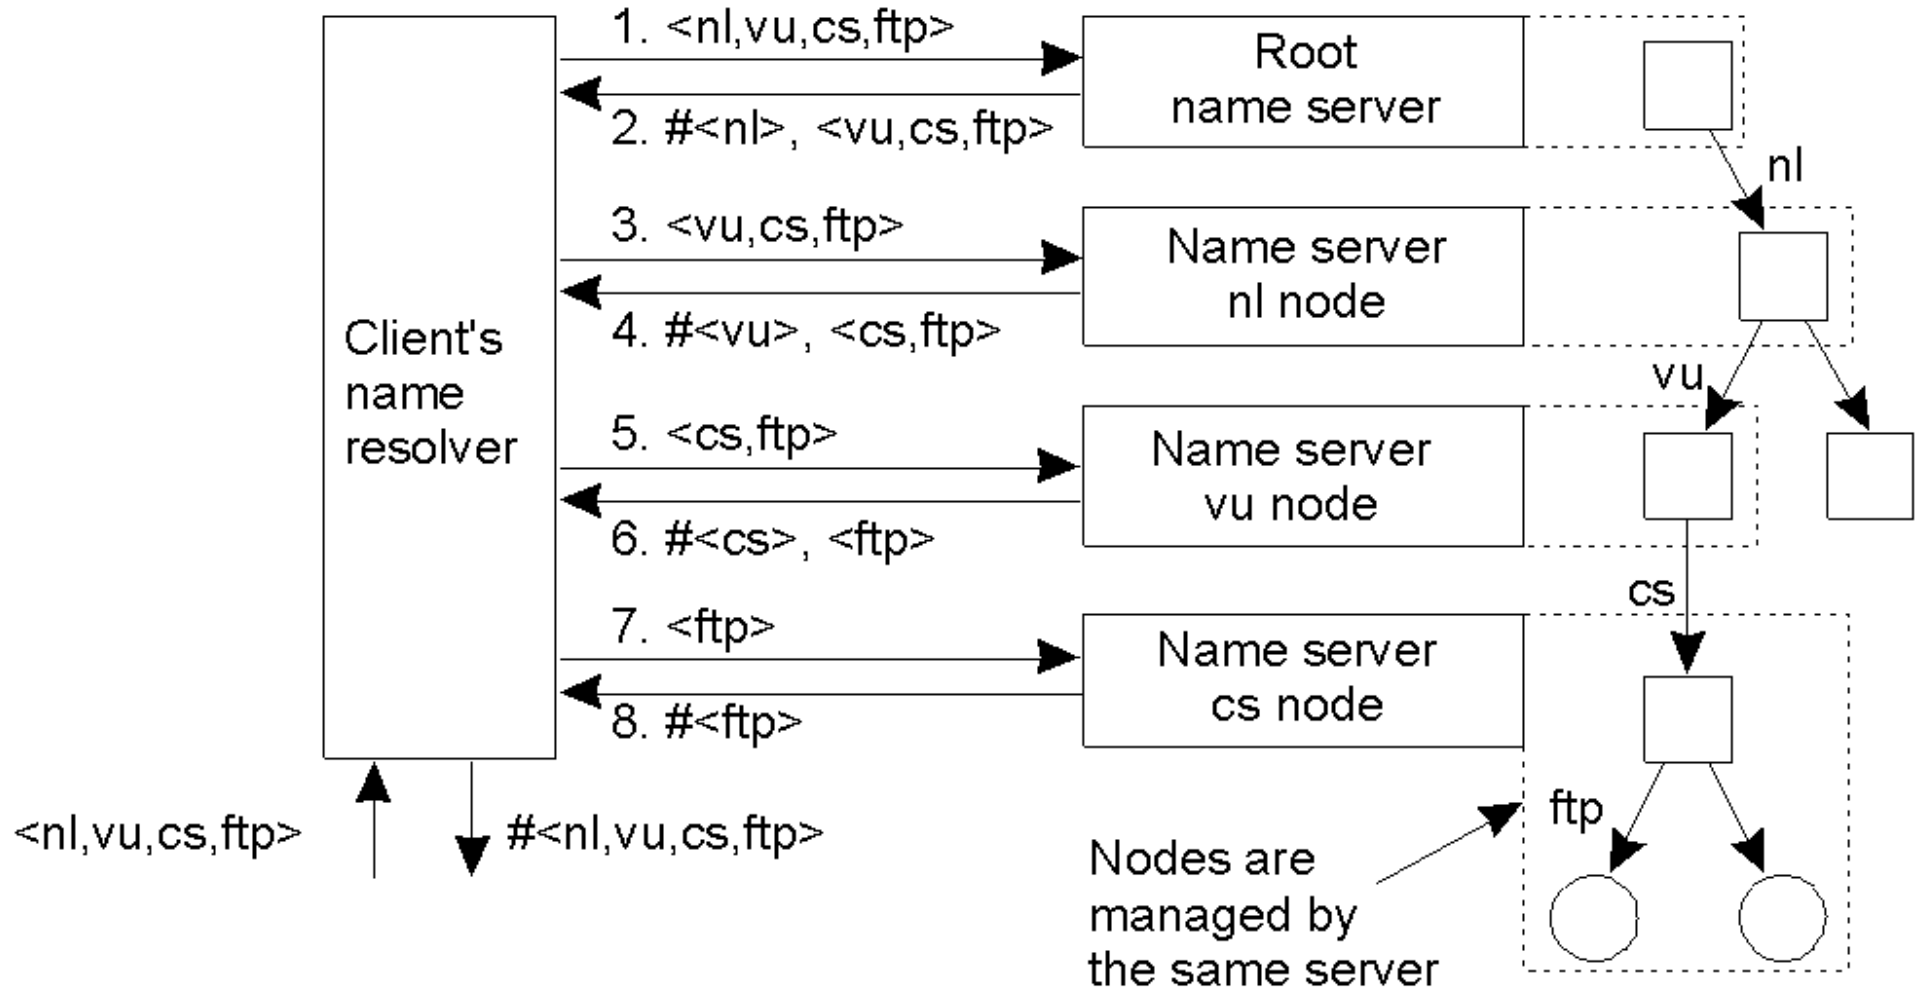 1. <nl,vu,cs,ftp>
2. #<nl>, <vu,cs,ftp>
Root
name server
nl
3. <vu,cs,ftp>
4. #<vu>, <cs,ftp>
Name server
nl node
vu
Client's
name
resolver
5. <cs,ftp>
6. #<cs>, <ftp>
Name server
vu node
cs
7. <ftp>
8. #<ftp>
Name server
cs node
ftp
<nl,vu,cs,ftp>
#<nl,vu,cs,ftp>
Nodes are
managed by
the same server